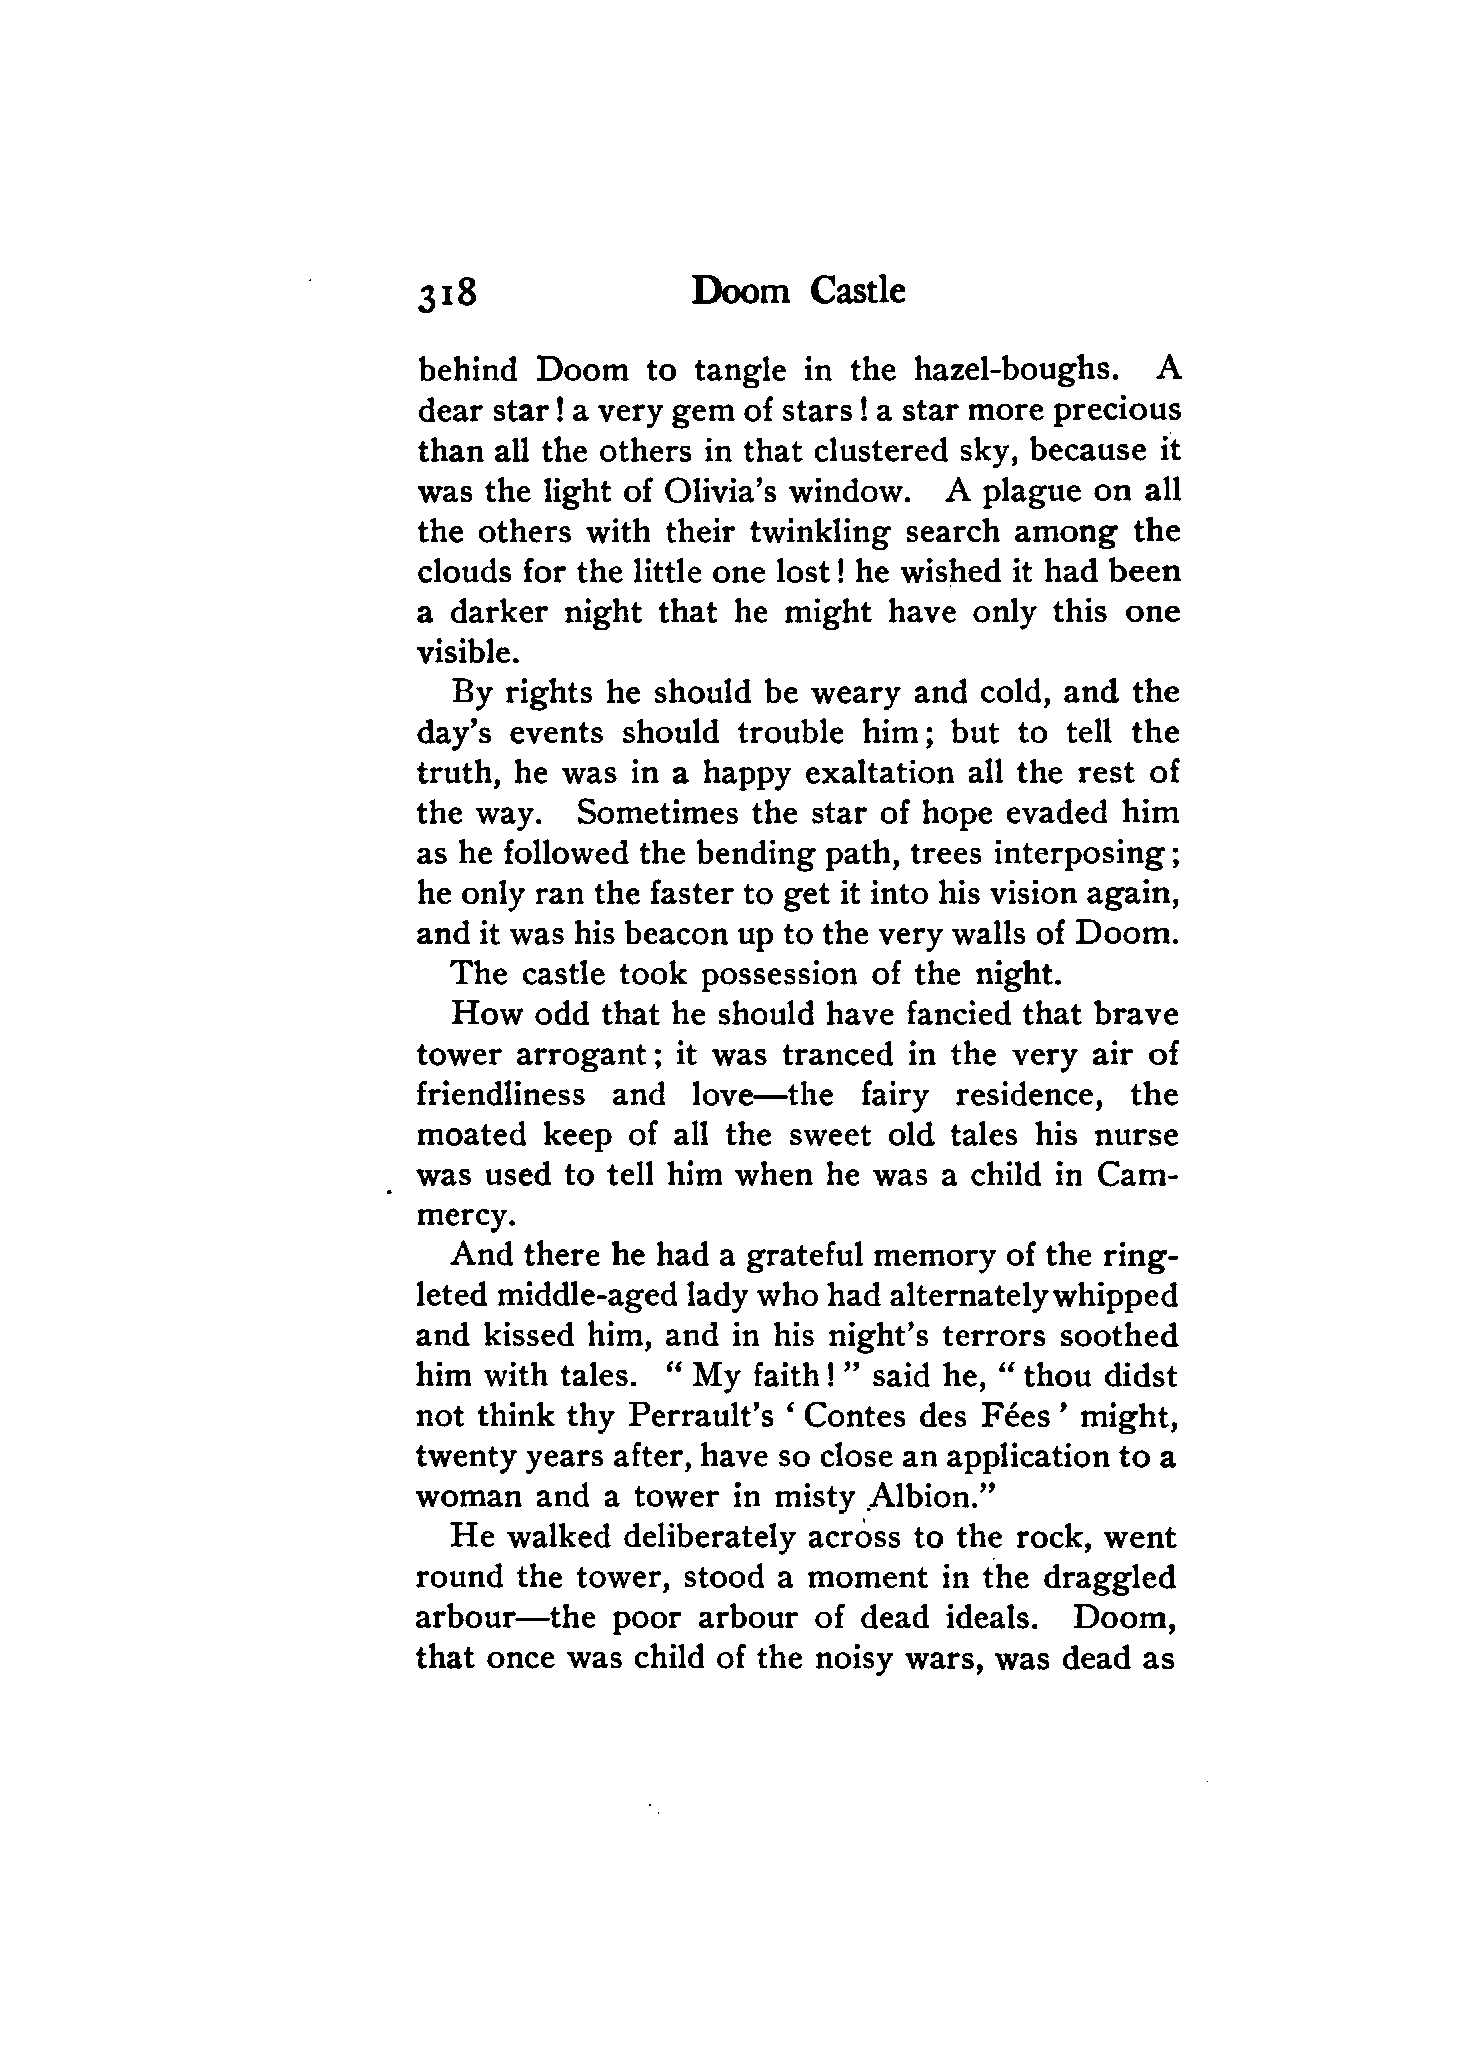 318 Doom Castle
behind Doom to tangle in the hazel-boughs. A
dear star! a very gem of stars! a star more precious
than all the others in that clustered sky, because it
was the light of Olivia's window. A plague on all
the others with their twinkling search among the
clouds for the little one lost! he wished it had been
a darker night that he might have only this one
visible.
By rights he should be weary and cold, and the
day's events should trouble him; but to tell the
truth, he was in a happy exaltation all the rest of
the way. Sometimes the star of hope evaded him
as he followed the bending path, trees interposing;
he only ran the faster to get it into his vision again,
and it was his beacon up to the very walls of Doom.
The castle took possession of the night.
How odd that he should have fancied that brave
tower arrogant; it was tranced in the very air of
friendliness and love—the fairy residence, the
moated keep of all the sweet old tales his nurse
was used to tell him when he was a child in Cam-
mercy.
And there he had a grateful memory of the ring-
leted middle-aged lady who had alternately whipped
and kissed him, and in his night's terrors soothed
him with tales. "My faith!" said he, "thou didst
not think thy Perrault's 'Contes des Fées' might,
twenty years after, have so close an application to a
woman and a tower in misty Albion."
He walked deliberately across to the rock, went
round the tower, stood a moment in the draggled
arbour—the poor arbour of dead ideals. Doom,
that once was child of the noisy wars, was dead as